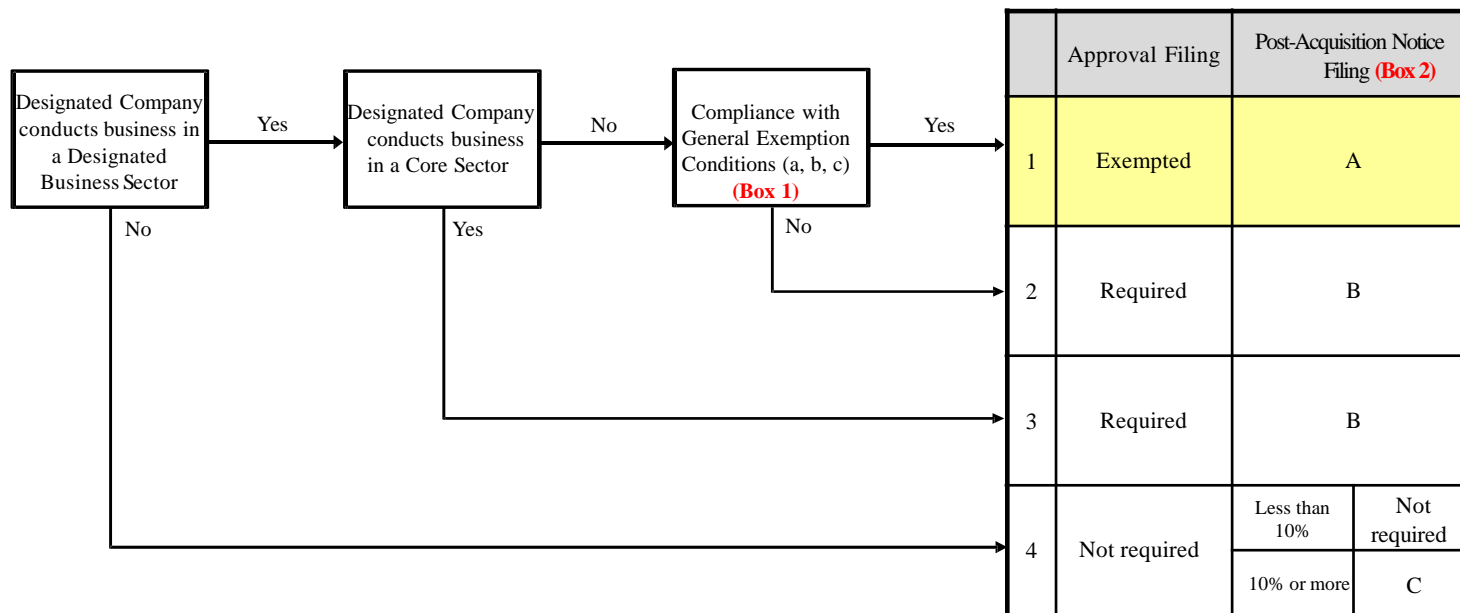 Designated Company
conducts business in
a Designated
Business Sector
Yes
No
Designated Company
conducts business
in a Core Sector
No
Yes
Compliance with
General Exemption
Conditions (a, b, c)
(Box 1)
Yes
No
Approval Filing
Post-Acquisition Notice
Filing (Box 2)
1
Exempted
A
2
Required
B
3
Required
B
4
Not required
Less than
10%
Not
required
10% or more
C